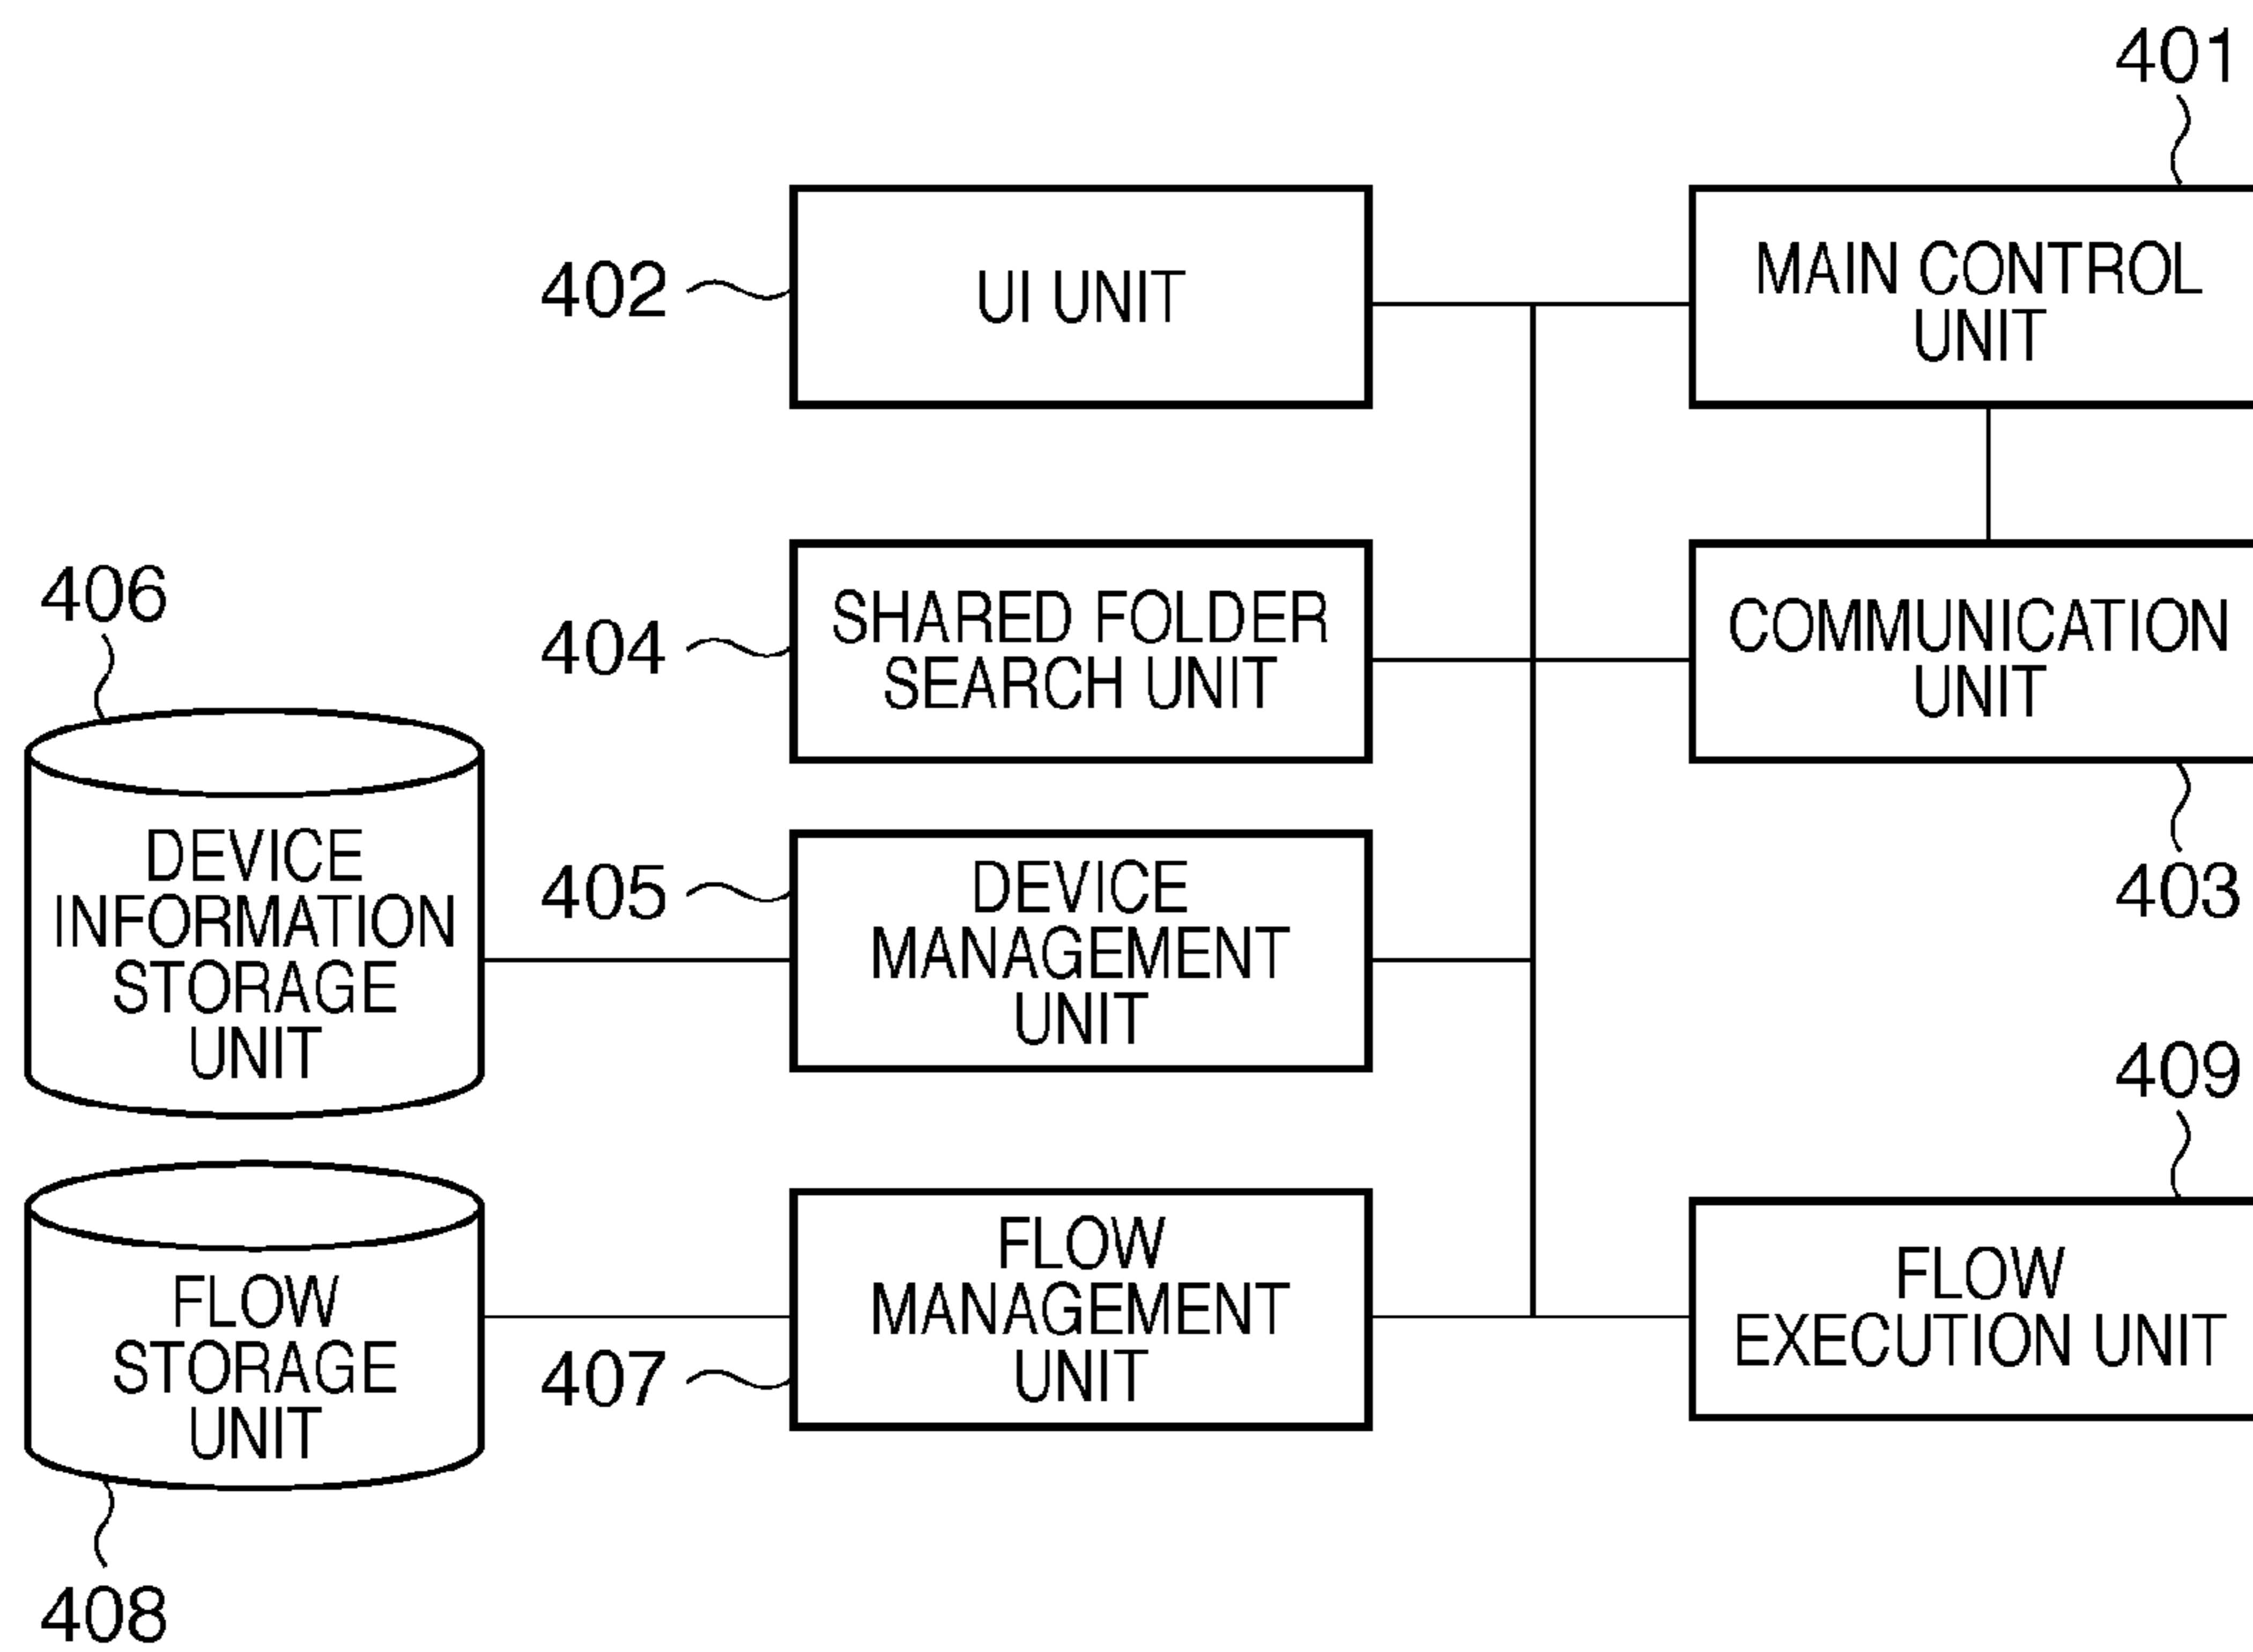 401
402
UI UNIT
MAIN CONTROL
UNIT
406
404
SHARED FOLDER
SEARCH UNIT
COMMUNICATION
UNIT
403
DEVICE
INFORMATION
STORAGE
UNIT
405
DEVICE
MANAGEMENT
UNIT
409
FLOW
STORAGE
UNIT
408
407
FLOW
MANAGEMENT
UNIT
FLOW
EXECUTION UNIT